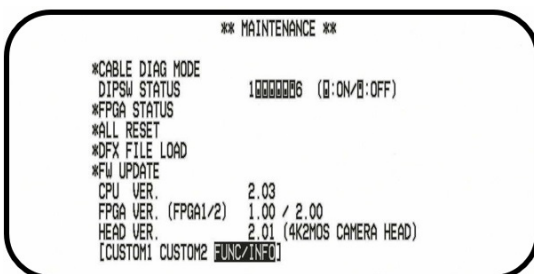 ** MAINTENANCE **
*CABLE DIAG MODE
DIPSW STATUS 1 6 ( :ON/ :OFF)
*FPGA STATUS
*ALL RESET
*DFX FILE LOAD
*FW UPDATE
CPU VER. 2.03
FPGA VER. (FPGA1/2) 1.00 / 2.00
HEAD VER. 2.01 (4K2MOS CAMERA HEAD)
[CUSTOM1 CUSTOM2 FUNC/INFO]